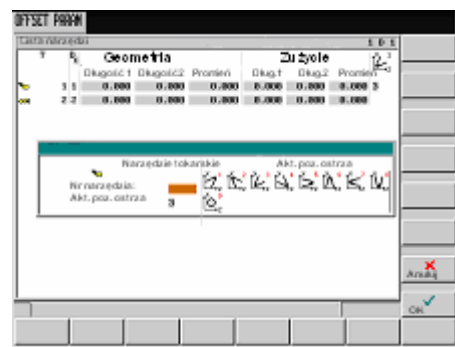 OFFSET PARAM
Lista narzędzi 1 D 1
T D Geometria Zużycie
Długość 1 Długość2 Promień Dług.1 Dług.2 Promień
1 1 0.000 0.000 0.000 0.000 0.000 0.000 3
2 2 0.000 0.000 0.000 0.000 0.000 0.000
Narzędzie tokarskie Akt. poz. ostrza
Nr narzędzia:
Akt. poz. ostrza 3
Anuluj
OK